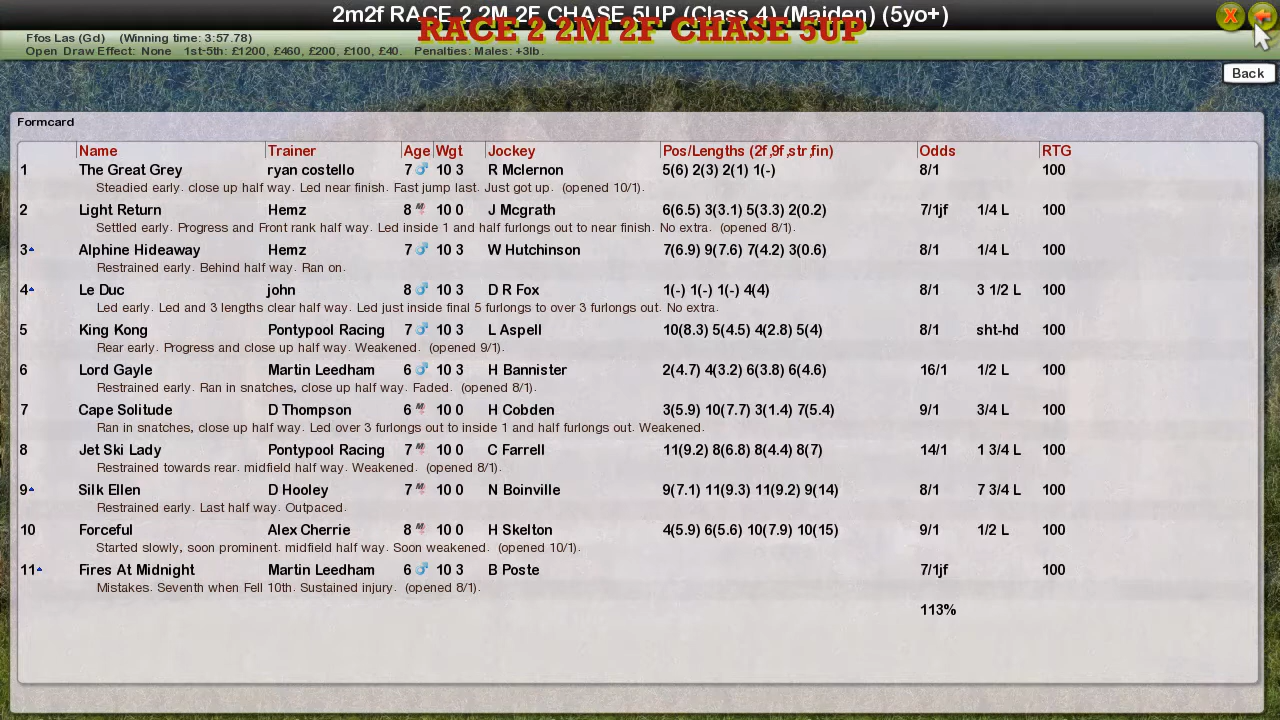 2m2f RACE 2 2M 2F CHASE 5UP (Class 4) (Maiden) (5yo+)
RACE 2 2M 2F CHASE 5UP
X
Ffos Las (Gd) (Winning time: 3:57.78)
Open Draw Effect: None 1st-5th: £1200, £460, £200, £100, £40. Penalties: Males: +3lb.
Back
Formcard
Name Trainer Age Wgt Jockey Pos/Lengths (2f,9f,str,fin) Odds RTG
1 The Great Grey ryan costello 7 10 3 R Mclernon 5(6) 2(3) 2(1) 1(-) 8/1 100
Steadied early. close up half way. Led near finish. Fast jump last. Just got up. (opened 10/1).
2 Light Return Hemz 8 10 0 J Mcgrath 6(6.5) 3(3.1) 5(3.3) 2(0.2) 7/1jf 1/4 L 100
Settled early. Progress and Front rank half way. Led inside 1 and half furlongs out to near finish. No extra. (opened 8/1).
3 Alphine Hideaway Hemz 7 10 3 W Hutchinson 7(6.9) 9(7.6) 7(4.2) 3(0.6) 8/1 1/4 L 100
Restrained early. Behind half way. Ran on.
4 Le Duc john 8 10 3 D R Fox 1(-) 1(-) 1(-) 4(4) 8/1 3 1/2 L 100
Led early. Led and 3 lengths clear half way. Led just inside final 5 furlongs to over 3 furlongs out. No extra.
5 King Kong Pontypool Racing 7 10 3 L Aspell 10(8.3) 5(4.5) 4(2.8) 5(4) 8/1 sht-hd 100
Rear early. Progress and close up half way. Weakened. (opened 9/1).
6 Lord Gayle Martin Leedham 6 10 3 H Bannister 2(4.7) 4(3.2) 6(3.8) 6(4.6) 16/1 1/2 L 100
Restrained early. Ran in snatches, close up half way. Faded. (opened 8/1).
7 Cape Solitude D Thompson 6 10 0 H Cobden 3(5.9) 10(7.7) 3(1.4) 7(5.4) 9/1 3/4 L 100
Ran in snatches, close up half way. Led over 3 furlongs out to inside 1 and half furlongs out. Weakened.
8 Jet Ski Lady Pontypool Racing 7 10 0 C Farrell 11(9.2) 8(6.8) 8(4.4) 8(7) 14/1 1 3/4 L 100
Restrained towards rear. midfield half way. Weakened. (opened 8/1).
9 Silk Ellen D Hooley 7 10 0 N Boinville 9(7.1) 11(9.3) 11(9.2) 9(14) 8/1 7 3/4 L 100
Restrained early. Last half way. Outpaced.
10 Forceful Alex Cherrie 8 10 0 H Skelton 4(5.9) 6(5.6) 10(7.9) 10(15) 9/1 1/2 L 100
Started slowly, soon prominent. midfield half way. Soon weakened. (opened 10/1).
11 Fires At Midnight Martin Leedham 6 10 3 B Poste 7/1jf 100
Mistakes. Seventh when Fell 10th. Sustained injury. (opened 8/1).
113%